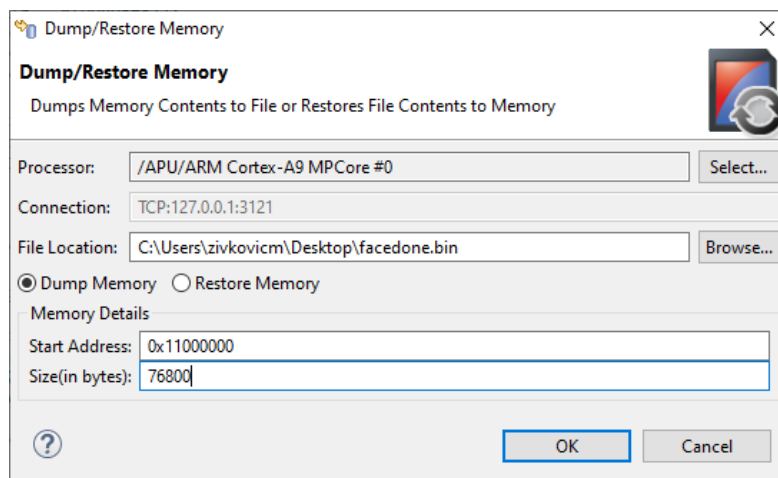 Dump/Restore Memory
Dump/Restore Memory
Dumps Memory Contents to File or Restores File Contents to Memory
Processor: /APU/ARM Cortex-A9 MPCore #0 Select...
Connection: TCP:127.0.0.1:3121
File Location: C:\Users\zivkovicm\Desktop\facedone.bin Browse...
Dump Memory Restore Memory
Memory Details
Start Address: 0x11000000
Size(in bytes): 76800
? OK Cancel